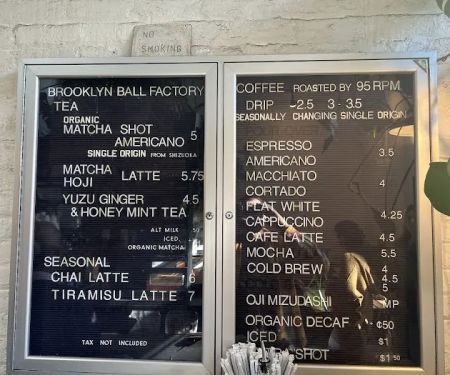 NO
SMOKING
BROOKLYN BALL FACTORY
TEA
ORGANIC
MATCHA SHOT
AMERICANO 5
SINGLE ORIGIN FROM SHIZUOKA
MATCHA LATTE 5.75
HOJI
YUZU GINGER 4.5
& HONEY MINT TEA
ALT MILK 50
ICED,
ORGANIC MATCHA
SEASONAL
CHAI LATTE 6
TIRAMISU LATTE 7
TAX NOT INCLUDED
COFFEE ROASTED BY 95 RPM
DRIP -2.5 3 - 3.5
SEASONALLY CHANGING SINGLE ORIGIN
ESPRESSO
AMERICANO 3.5
MACCHIATO
CORTADO 4
FLAT WHITE
CAPPUCCINO 4.25
CAFE LATTE 4.5
MOCHA 5.5
COLD BREW 4
4.5
5
OJI MIZUDASHI MP
ORGANIC DECAF ¢50
ICED $1
SHOT $1.50